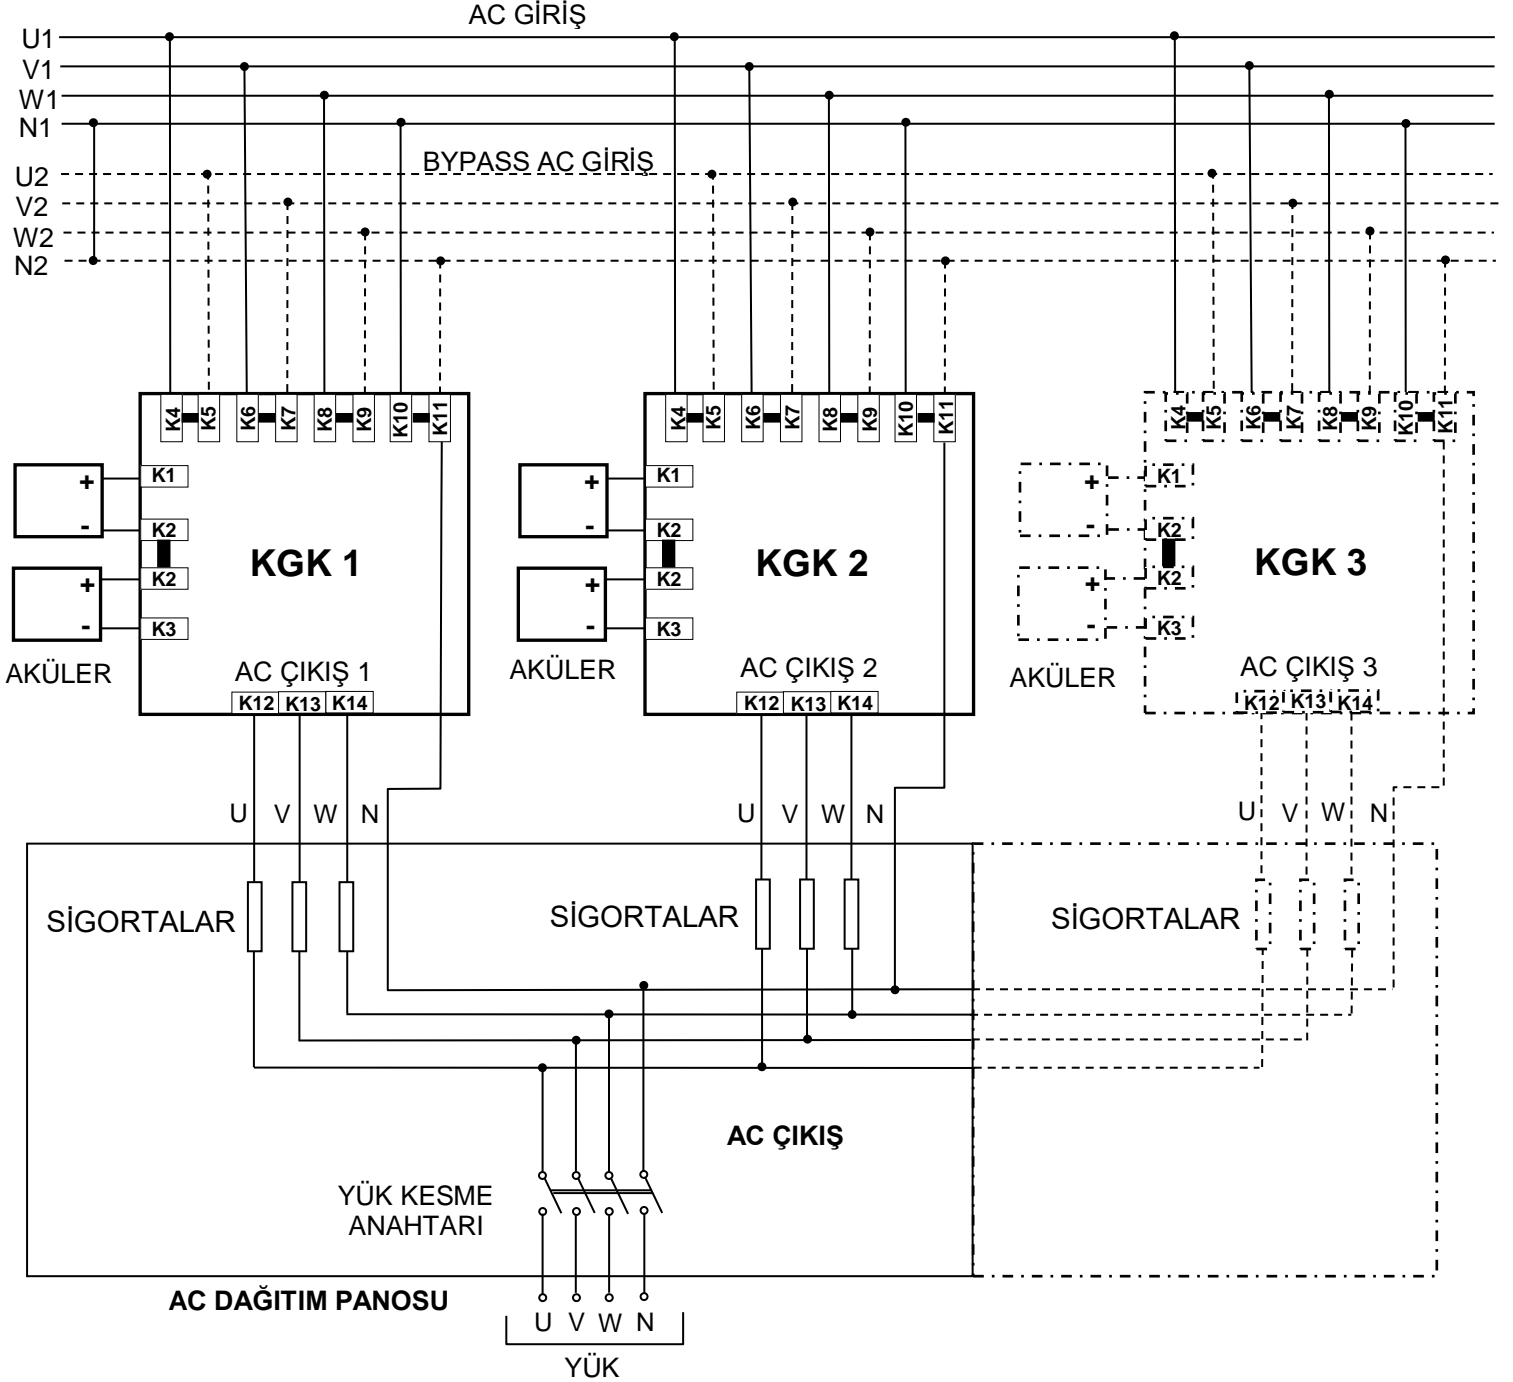 AC GİRİŞ
U1
V1
W1
N1
BYPASS AC GİRİŞ
U2
V2
W2
N2
K4 K5 K6 K7 K8 K9 K10 K11
K4 K5 K6 K7 K8 K9 K10 K11
K4 K5 K6 K7 K8 K9 K10 K11
+ K1
- K2
+ K2
- K3
KGK 1
AKÜLER
AC ÇIKIŞ 1
K12 K13 K14
+ K1
- K2
+ K2
- K3
KGK 2
AKÜLER
AC ÇIKIŞ 2
K12 K13 K14
+ K1
- K2
+ K2
- K3
KGK 3
AKÜLER
AC ÇIKIŞ 3
K12 K13 K14
U V W N
U V W N
U V W N
SİGORTALAR
SİGORTALAR
SİGORTALAR
AC ÇIKIŞ
YÜK KESME
ANAHTARI
AC DAĞITIM PANOSU
U V W N
YÜK